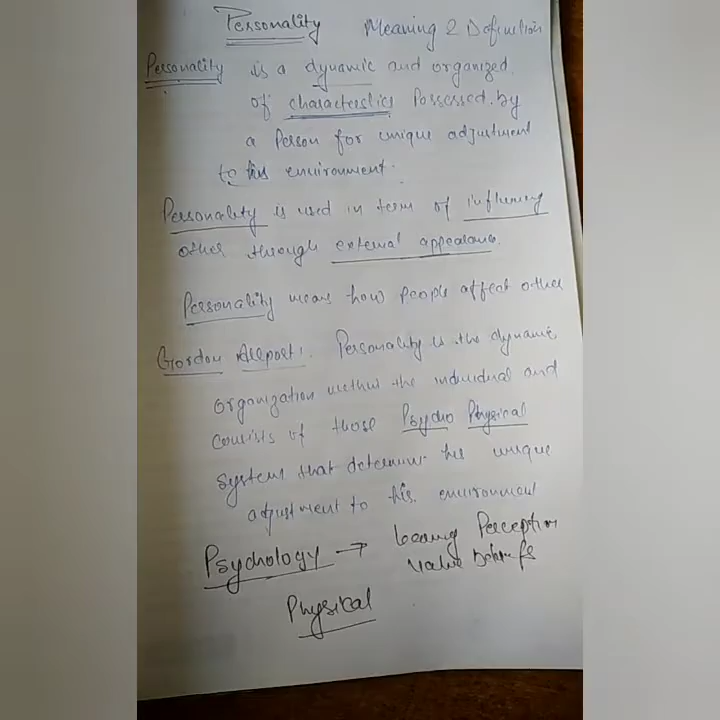 Personality Meaning & Definition
Personality is a dynamic and organized
of characterstics Possessed by
a Person for unique adjustment
to his environment.
Personality is used in term of
other through external appearance.
Personality means how people affect other
Gordon Allport: Personality is the dynamic
organization within the individual and
consists of those Psycho Physical
system that determine his unique
adjustment to his environment
Psychology → Perception
Value Beliefs
Physical